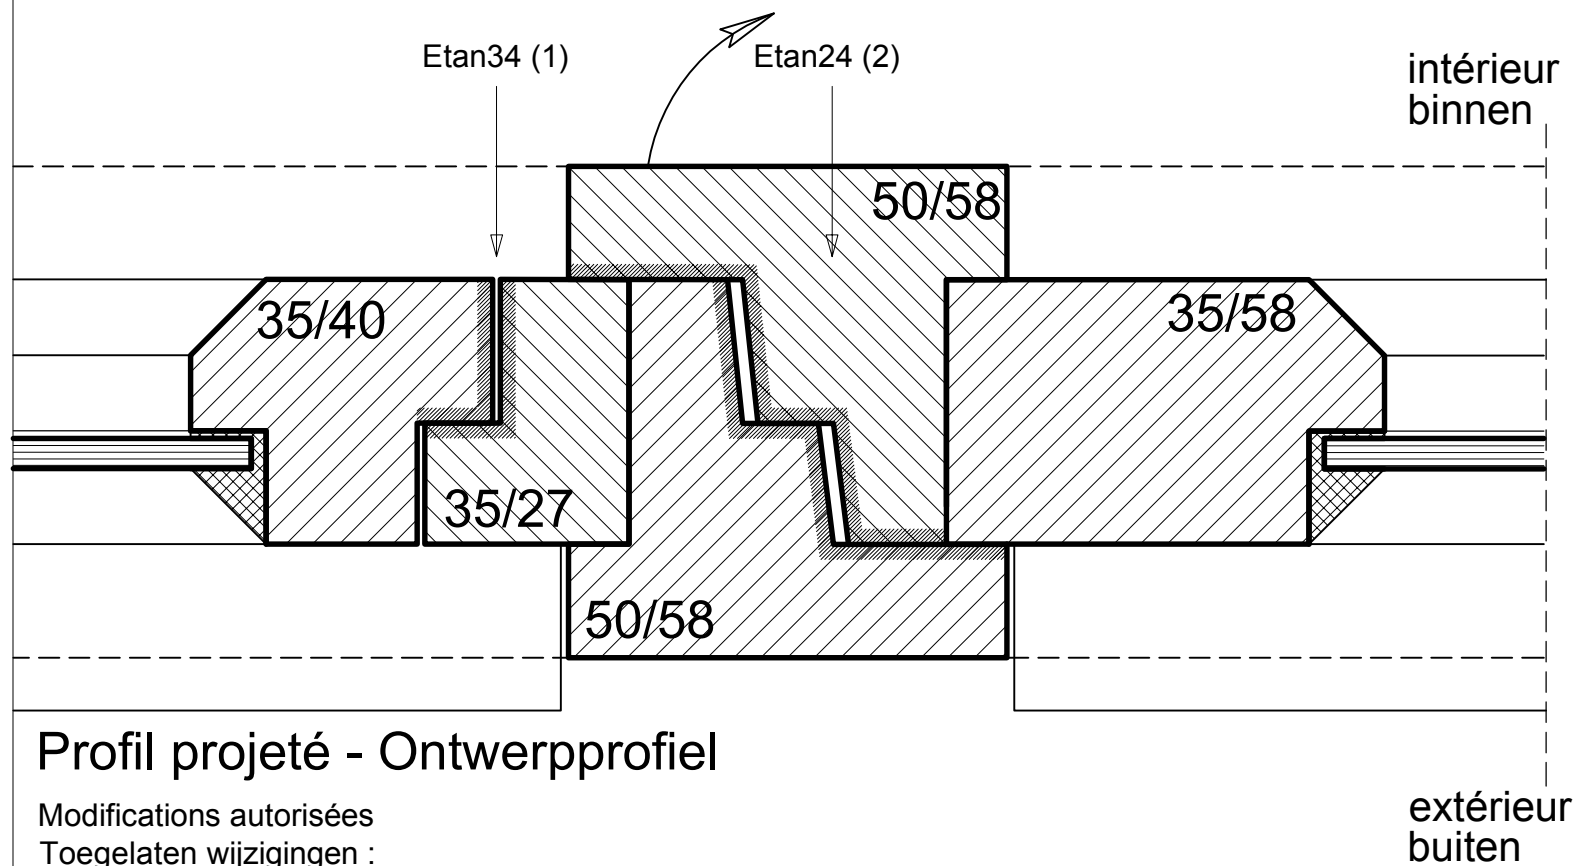 Etan34 (1)
Etan24 (2)
intérieur
binnen
50/58
35/40
35/58
35/27
50/58
Profil projeté - Ontwerpprofiel
Modifications autorisées
Toegelaten wijzigingen :
extérieur
buiten